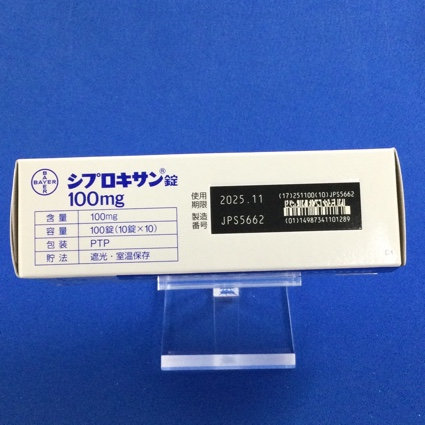 BAYER
BAYER
シプロキサン®錠
100mg
含量 100mg
容量 100錠(10錠×10)
包装 PTP
貯法 遮光・室温保存
使用期限 2025.11
製造番号 JPS5662
(17)251100(10)JPS5662
(01)14987341101289